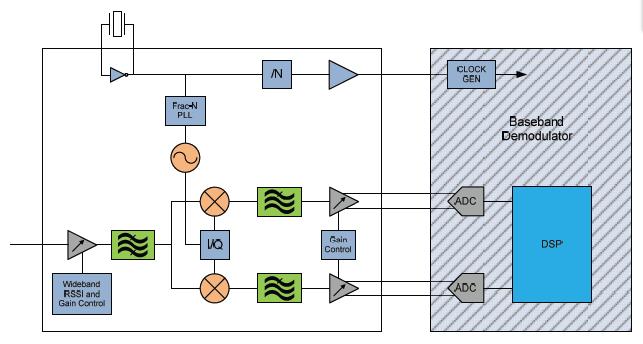 /N
CLOCK
GEN
Frac-N
PLL
Baseband
Demodulator
ADC
DSP
I/Q
Gain
Control
Wideband
RSSI and
Gain Control
ADC